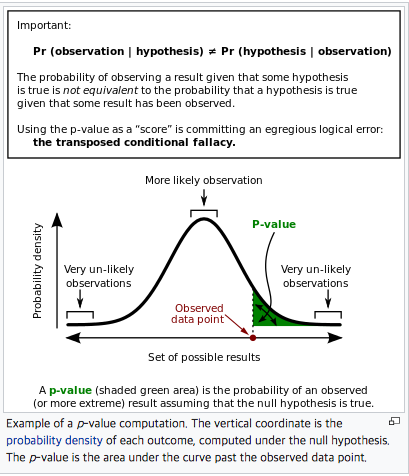 Important:
Pr (observation | hypothesis) ≠ Pr (hypothesis | observation)
The probability of observing a result given that some hypothesis
is true is not equivalent to the probability that a hypothesis is true
given that some result has been observed.
Using the p-value as a “score” is committing an egregious logical error:
the transposed conditional fallacy.
More likely observation
P-value
Very un-likely
observations
Very un-likely
observations
Probability density
Observed
data point
Set of possible results
A p-value (shaded green area) is the probability of an observed
(or more extreme) result assuming that the null hypothesis is true.
Example of a p-value computation. The vertical coordinate is the
probability density of each outcome, computed under the null hypothesis.
The p-value is the area under the curve past the observed data point.